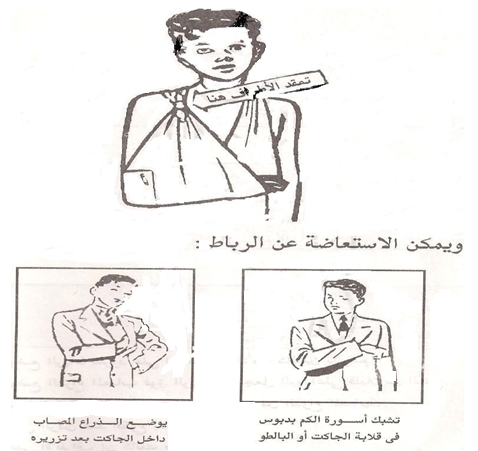 تعقد الأطراف هنا
ويمكن الاستعاضة عن الرباط :
تشبك أسورة الكم بدبوس
فى قلابة الجاكت أو البالطو
يوضع الذراع المصاب
داخل الجاكت بعد تزريره